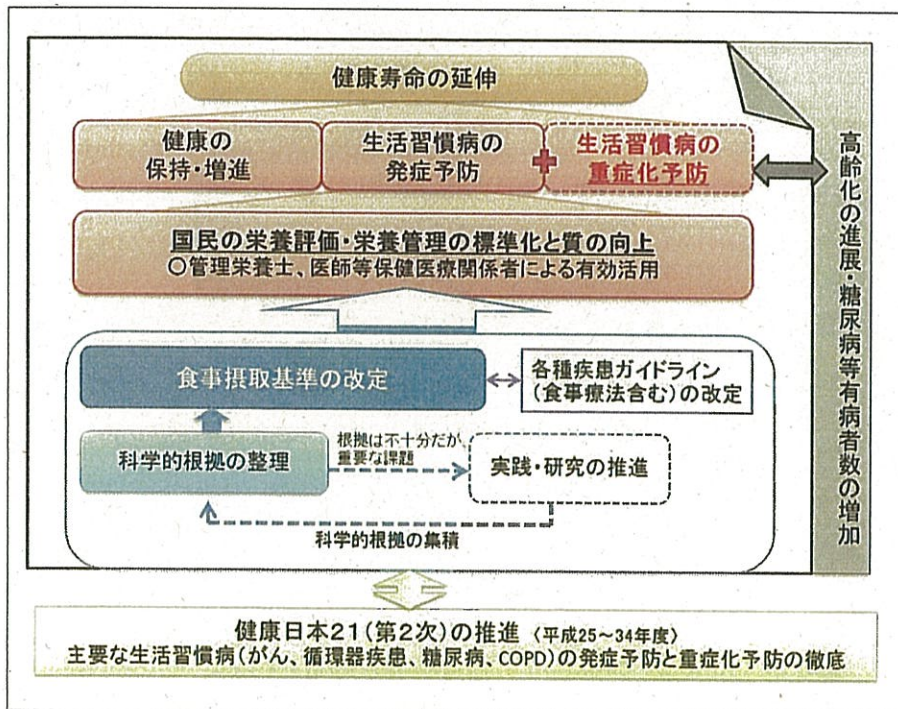 健康寿命の延伸
健康の
保持・増進
生活習慣病の
発症予防
+
生活習慣病の
重症化予防
国民の栄養評価・栄養管理の標準化と質の向上
○管理栄養士、医師等保健医療関係者による有効活用
食事摂取基準の改定
各種疾患ガイドライン
(食事療法含む)の改定
科学的根拠の整理
根拠は不十分だが、
重要な課題
実践・研究の推進
科学的根拠の集積
高齢化の進展・糖尿病等有病者数の増加
健康日本21(第2次)の推進 〈平成25~34年度〉
主要な生活習慣病(がん、循環器疾患、糖尿病、COPD)の発症予防と重症化予防の徹底